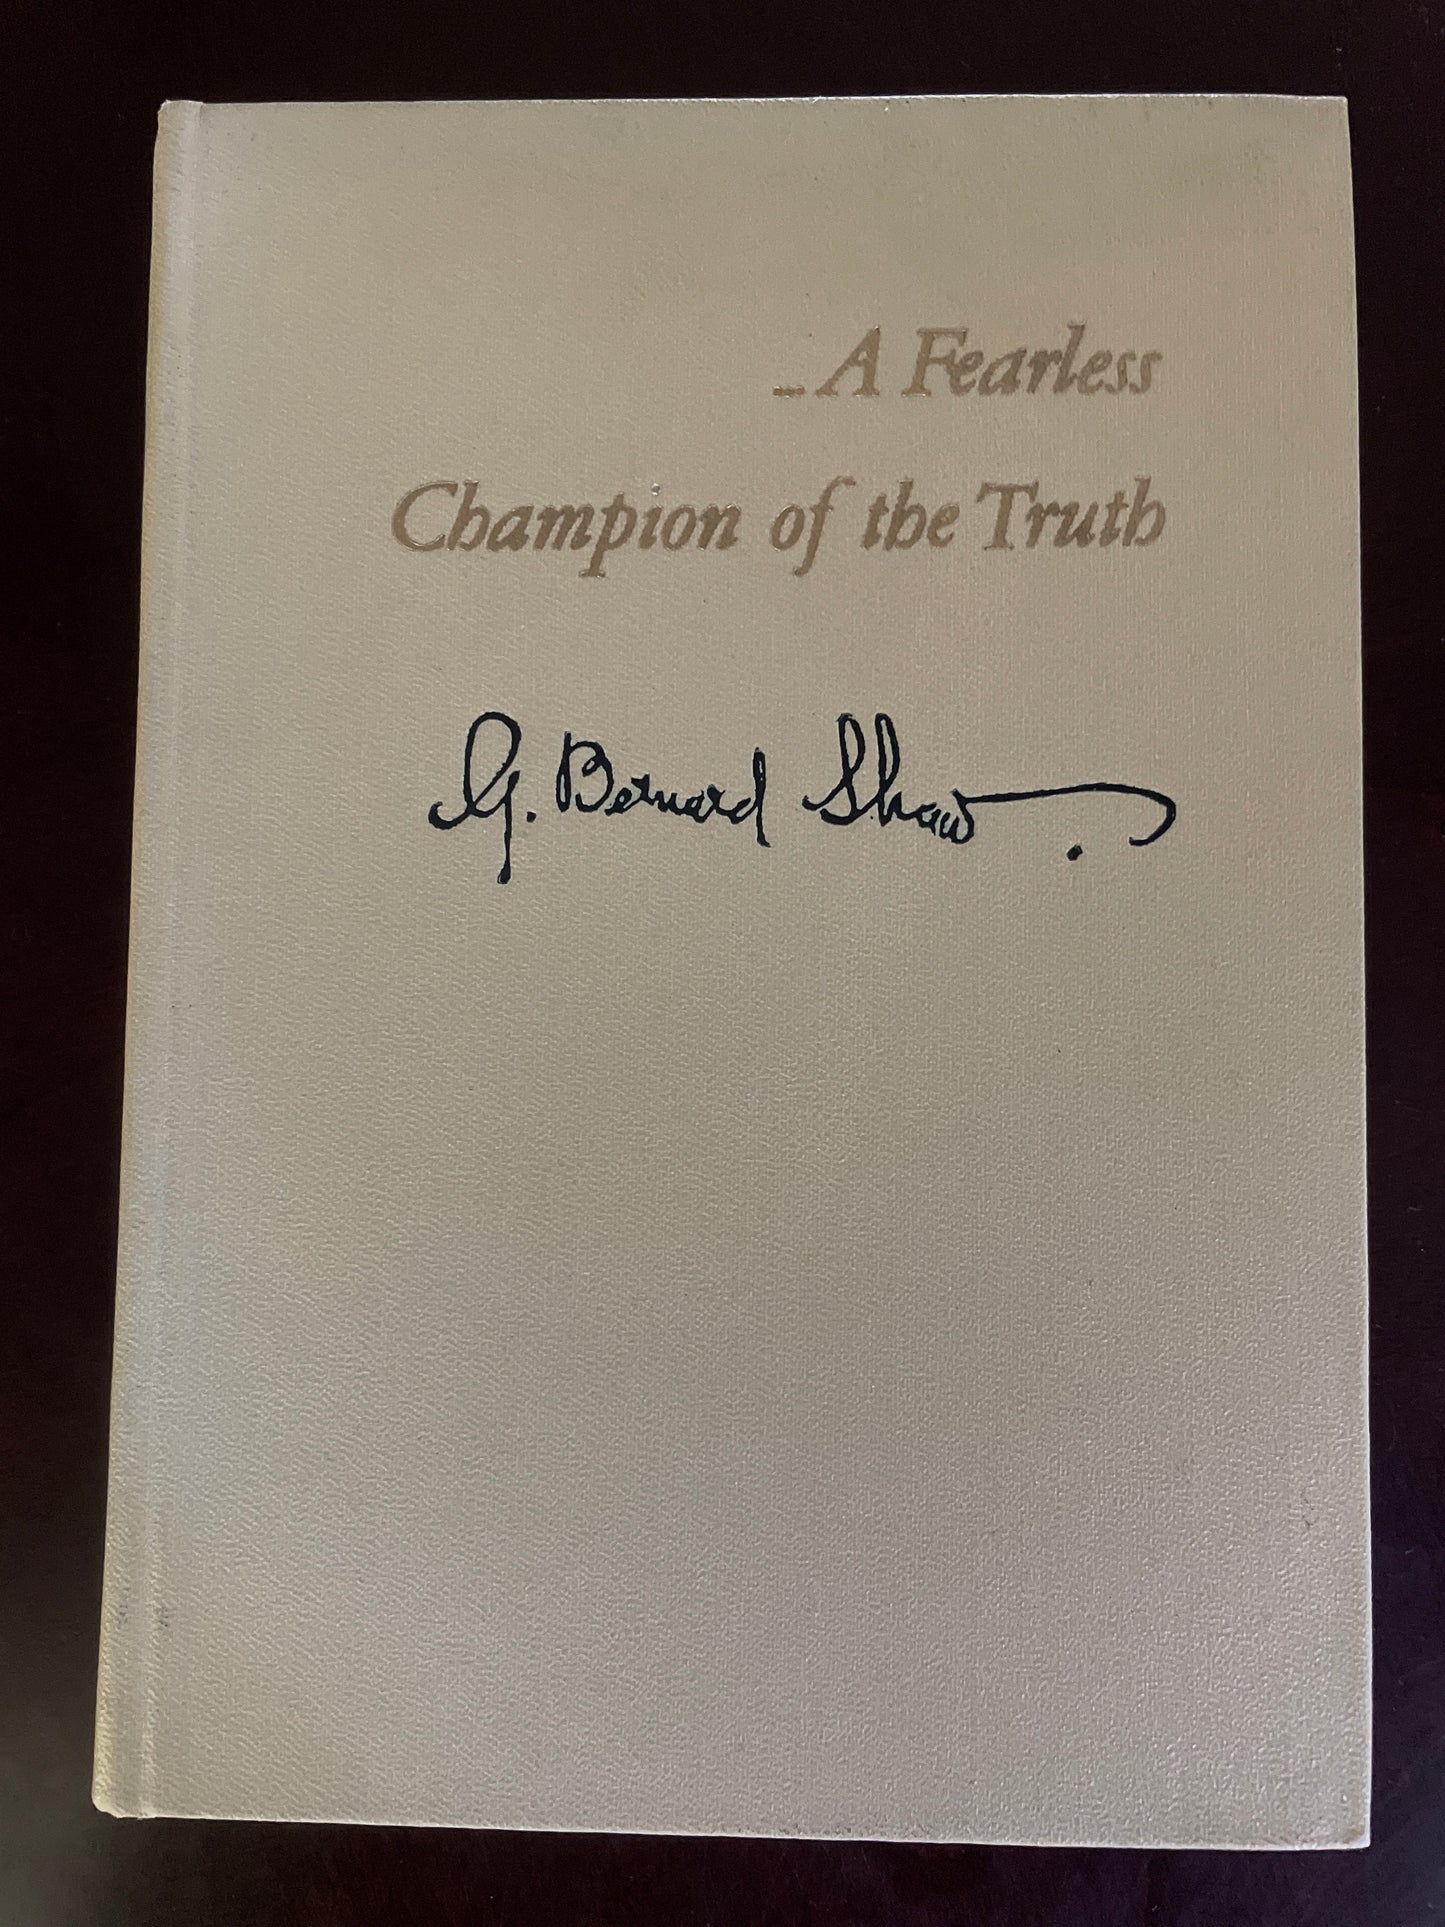 A Fearless
Champion of the Truth
G. Bernard Shaw